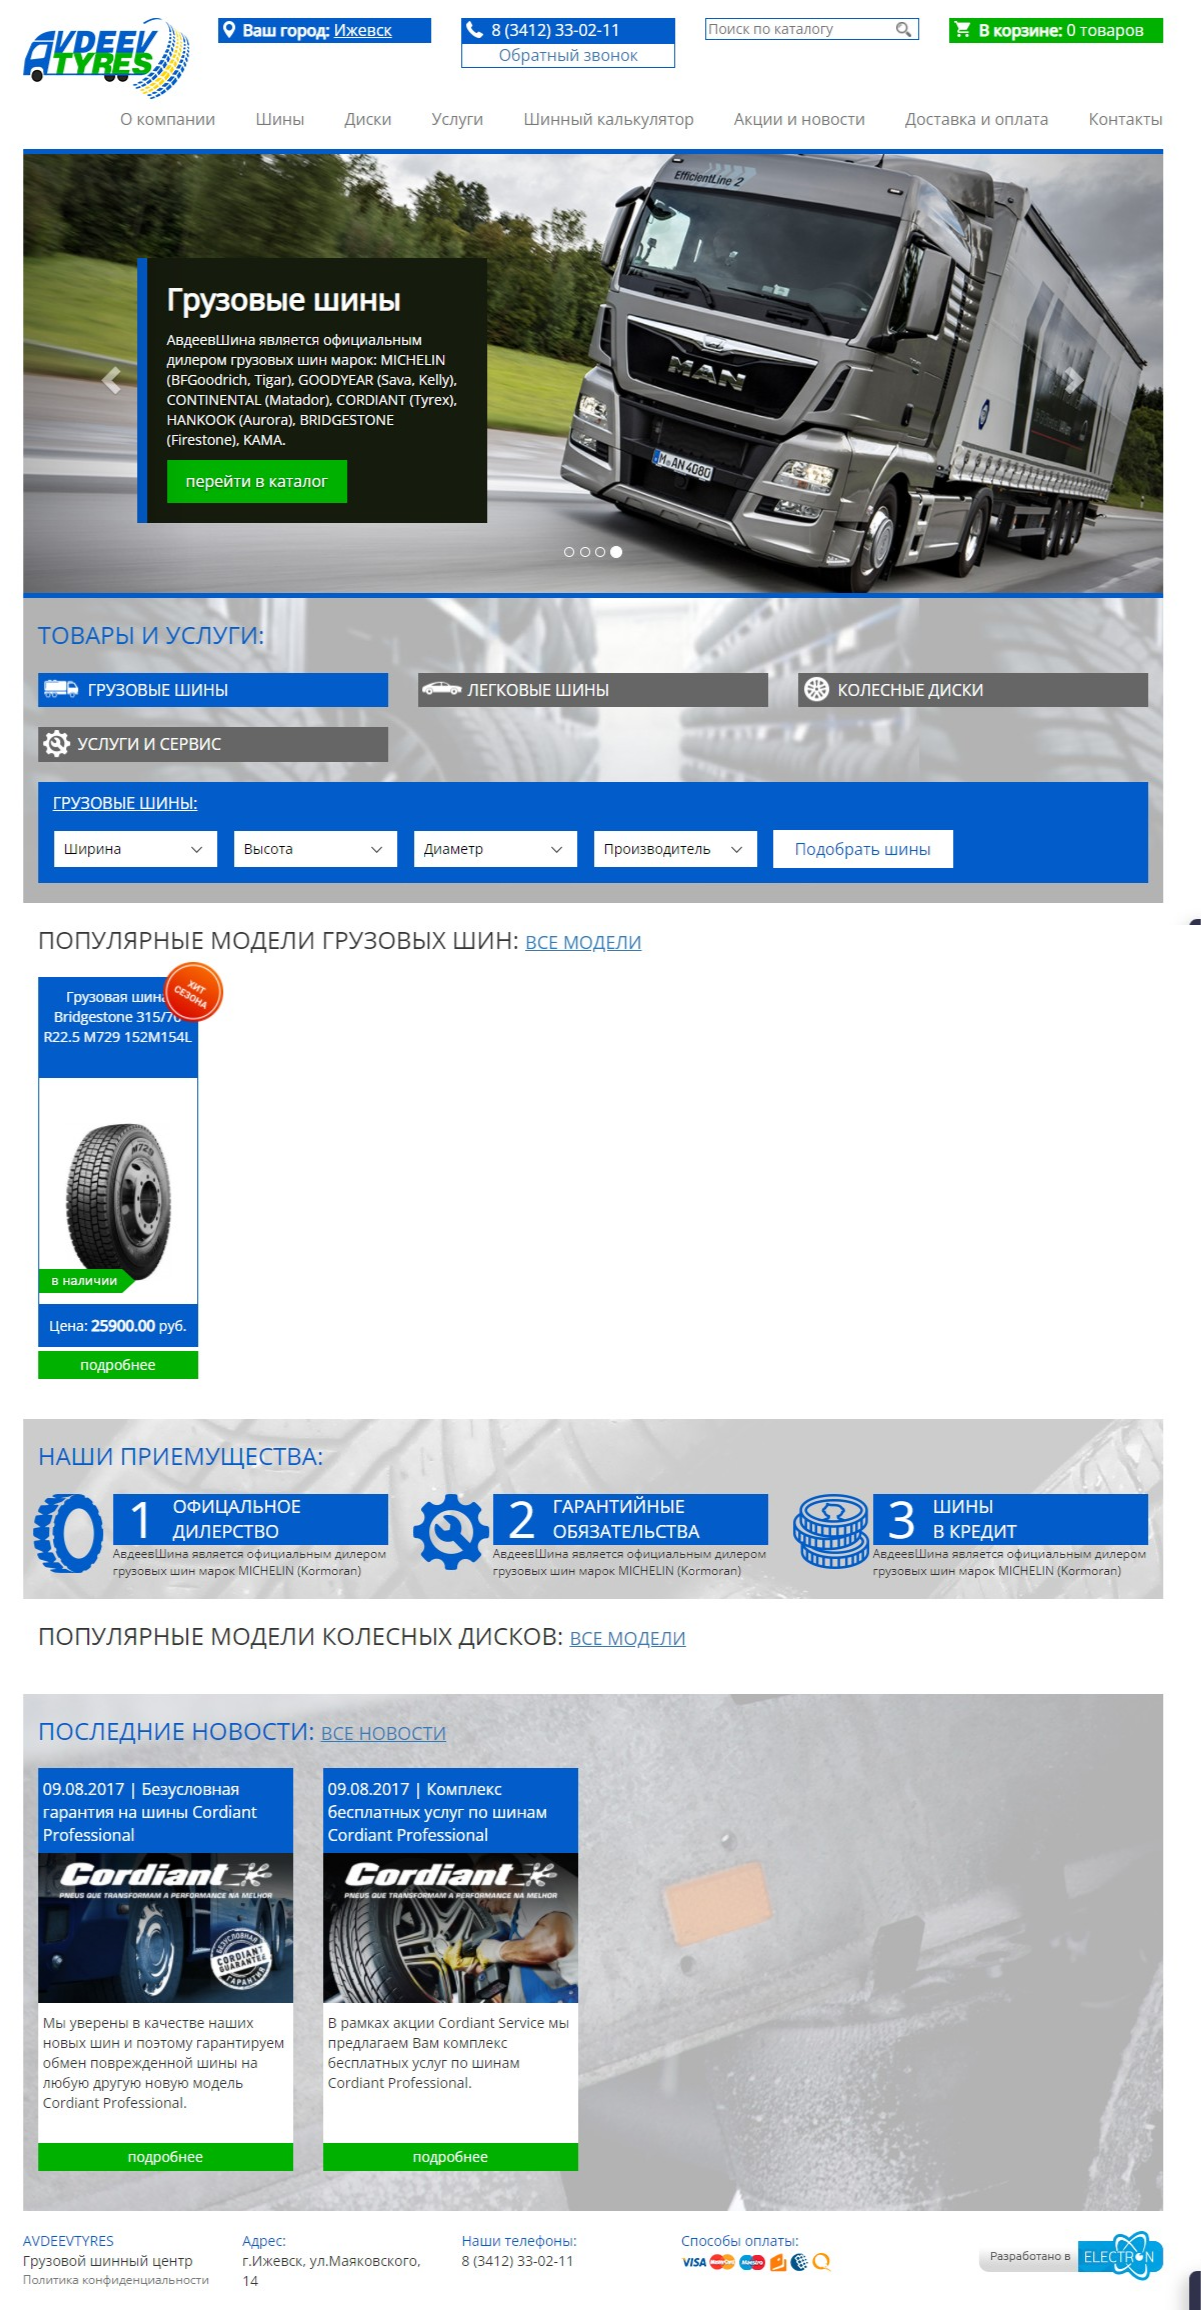 AVDEEV
TYRES
Ваш город: Ижевск
8 (3412) 33-02-11
Обратный звонок
Поиск по каталогу
В корзине: 0 товаров
О компании
Шины
Диски
Услуги
Шинный калькулятор
Акции и новости
Доставка и оплата
Контакты
EfficientLine 2
MAN
M AN 4080
Грузовые шины
АвдеевШина является официальным
дилером грузовых шин марок: MICHELIN
(BFGoodrich, Tigar), GOODYEAR (Sava, Kelly),
CONTINENTAL (Matador), CORDIANT (Tyrex),
HANKOOK (Aurora), BRIDGESTONE
(Firestone), КАМА.
перейти в каталог
ТОВАРЫ И УСЛУГИ:
ГРУЗОВЫЕ ШИНЫ
ЛЕГКОВЫЕ ШИНЫ
КОЛЕСНЫЕ ДИСКИ
УСЛУГИ И СЕРВИС
ГРУЗОВЫЕ ШИНЫ:
Ширина
Высота
Диаметр
Производитель
Подобрать шины
ПОПУЛЯРНЫЕ МОДЕЛИ ГРУЗОВЫХ ШИН: ВСЕ МОДЕЛИ
ХИТ
СЕЗОНА
Грузовая шина
Bridgestone 315/70
R22.5 M729 152M154L
M729
в наличии
Цена: 25900.00 руб.
подробнее
НАШИ ПРИЕМУЩЕСТВА:
1 ОФИЦАЛЬНОЕ
ДИЛЕРСТВО
АвдеевШина является официальным дилером
грузовых шин марок MICHELIN (Kormoran)
2 ГАРАНТИЙНЫЕ
ОБЯЗАТЕЛЬСТВА
АвдеевШина является официальным дилером
грузовых шин марок MICHELIN (Kormoran)
3 ШИНЫ
В КРЕДИТ
АвдеевШина является официальным дилером
грузовых шин марок MICHELIN (Kormoran)
ПОПУЛЯРНЫЕ МОДЕЛИ КОЛЕСНЫХ ДИСКОВ: ВСЕ МОДЕЛИ
ПОСЛЕДНИЕ НОВОСТИ: ВСЕ НОВОСТИ
09.08.2017 | Безусловная
гарантия на шины Cordiant
Professional
Cordiant
PNEUS QUE TRANSFORMAM A PERFORMANCE NA MELHOR
БЕЗУСЛОВНАЯ
CORDIANT
GUARANTEE
ГАРАНТИЯ
Мы уверены в качестве наших
новых шин и поэтому гарантируем
обмен поврежденной шины на
любую другую новую модель
Cordiant Professional.
подробнее
09.08.2017 | Комплекс
бесплатных услуг по шинам
Cordiant Professional
Cordiant
PNEUS QUE TRANSFORMAM A PERFORMANCE NA MELHOR
В рамках акции Cordiant Service мы
предлагаем Вам комплекс
бесплатных услуг по шинам
Cordiant Professional.
подробнее
AVDEEVTYRES
Грузовой шинный центр
Политика конфиденциальности
Адрес:
г.Ижевск, ул.Маяковского,
14
Наши телефоны:
8 (3412) 33-02-11
Способы оплаты:
VISA MasterCard Maestro
Разработано в ELECTRON